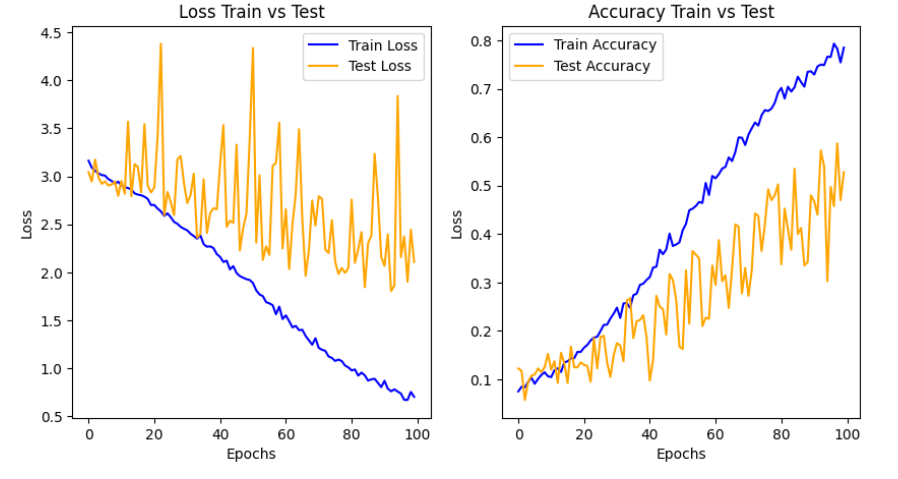 Loss Train vs Test
4.5
4.0
3.5
3.0
2.5
2.0
1.5
1.0
0.5
Loss
0 20 40 60 80 100
Epochs
Train Loss
Test Loss
Accuracy Train vs Test
0.8
0.7
0.6
0.5
0.4
0.3
0.2
0.1
Loss
0 20 40 60 80 100
Epochs
Train Accuracy
Test Accuracy